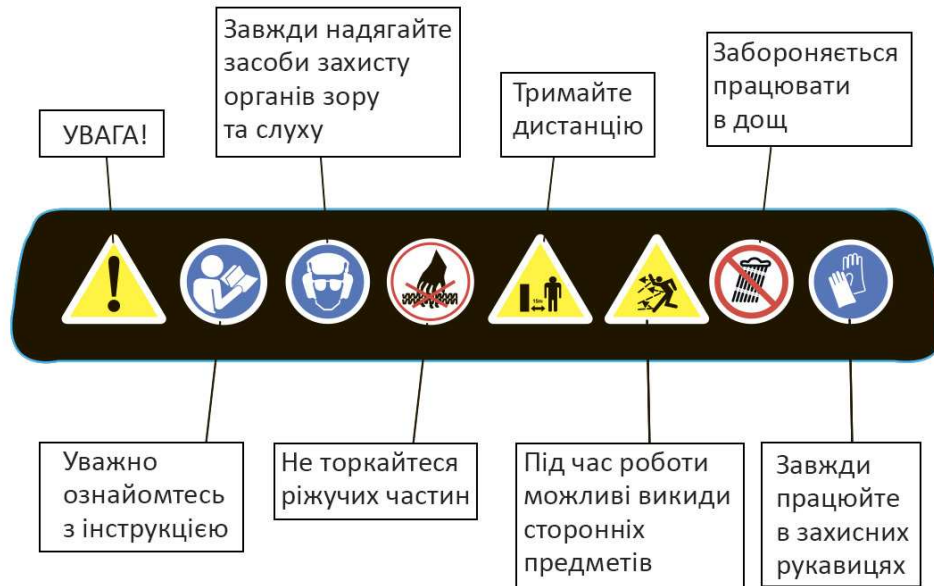 УВАГА!
Завжди надягайте
засоби захисту
органів зору
та слуху
Тримайте
дистанцію
Забороняється
працювати
в дощ
15m
Уважно
ознайомтесь
з інструкцією
Не торкайтеся
ріжучих частин
Під час роботи
можливі викиди
сторонніх
предметів
Завжди
працюйте
в захисних
рукавицях